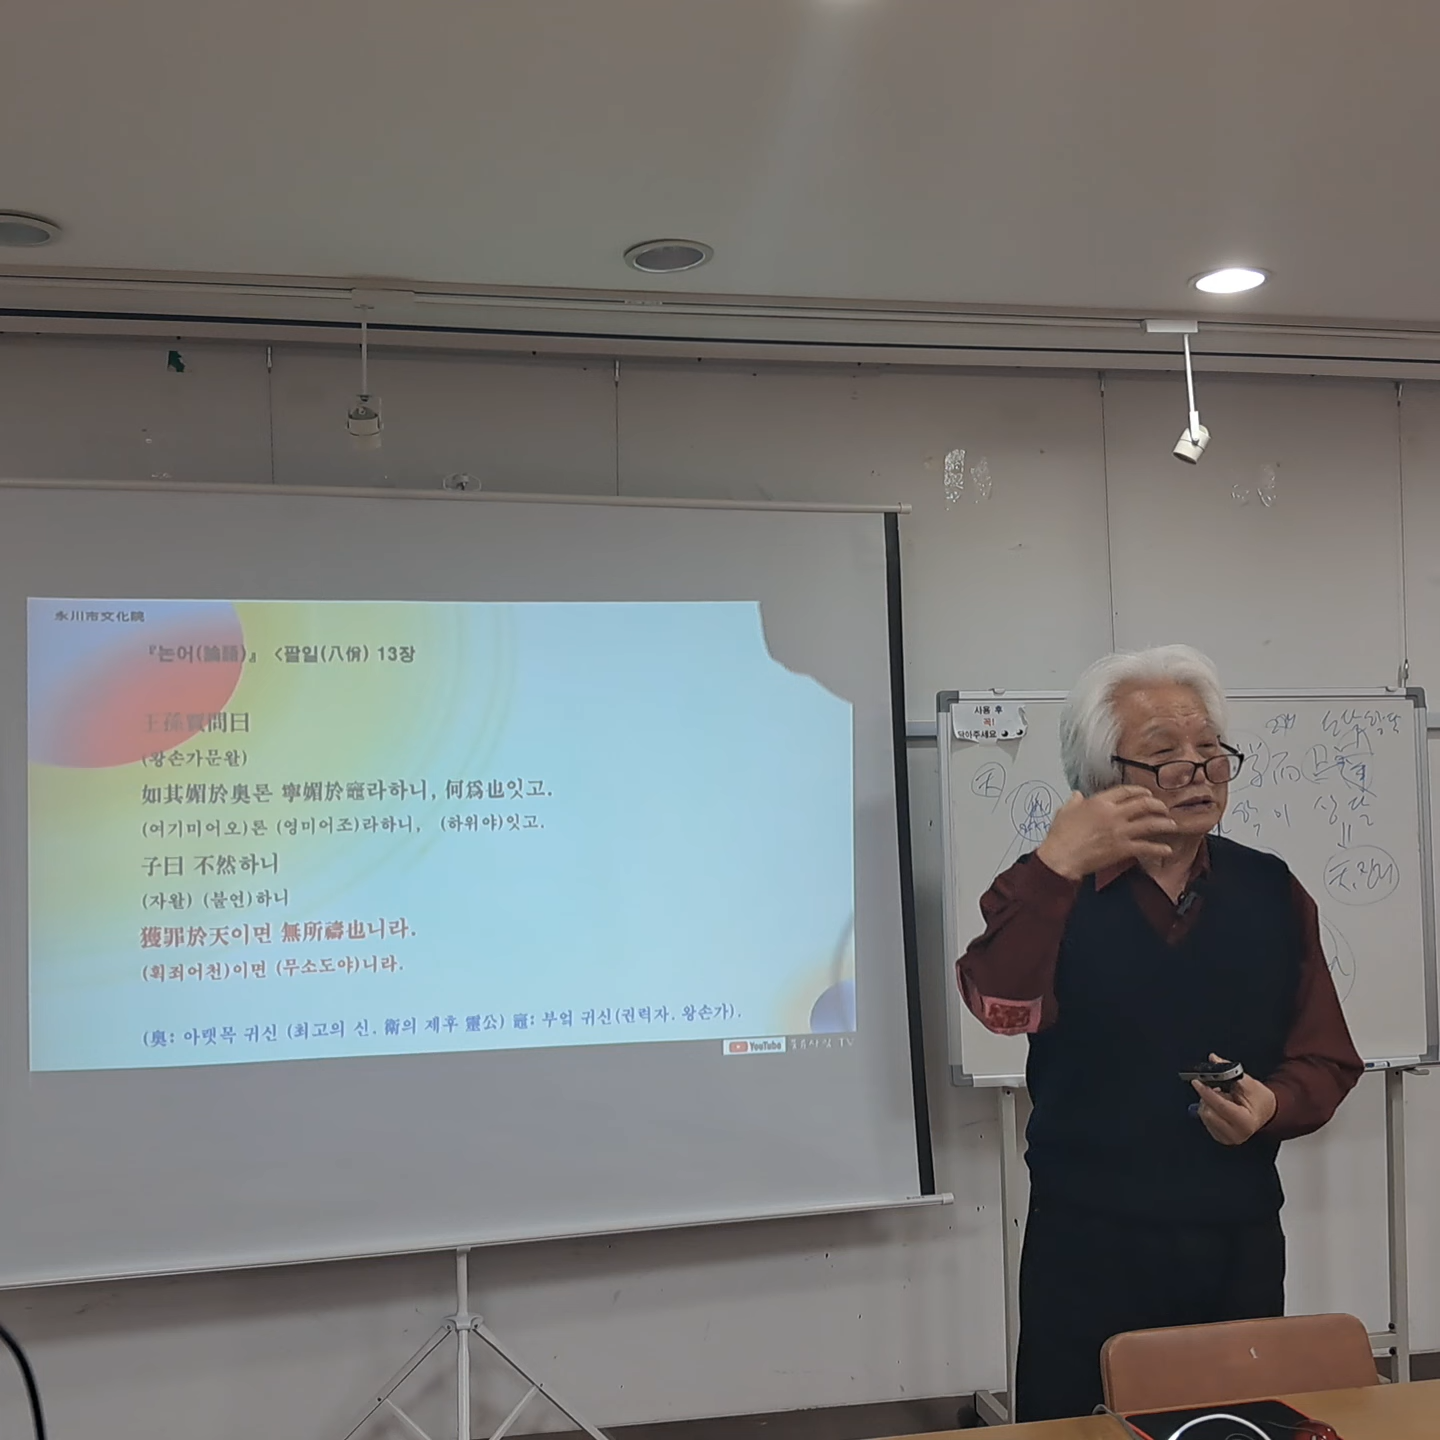 永川市文化院
『논어(論語)』 <팔일(八佾) 13장
王孫賈問曰
(왕손가문왈)
如其媚於奧론 寧媚於竈라하니, 何爲也잇고.
(여기미어오)론 (영미어조)라하니, (하위야)잇고.
子曰 不然하니
(자왈) (불연)하니
獲罪於天이면 無所禱也니라.
(획죄어천)이면 (무소도야)니라.
(奧: 아랫목 귀신 (최고의 신. 衛의 제후 靈公) 竈: 부엌 귀신(권력자. 왕손가).
YouTube
사용 후
꼭!
닫아주세요
天
学而
상달